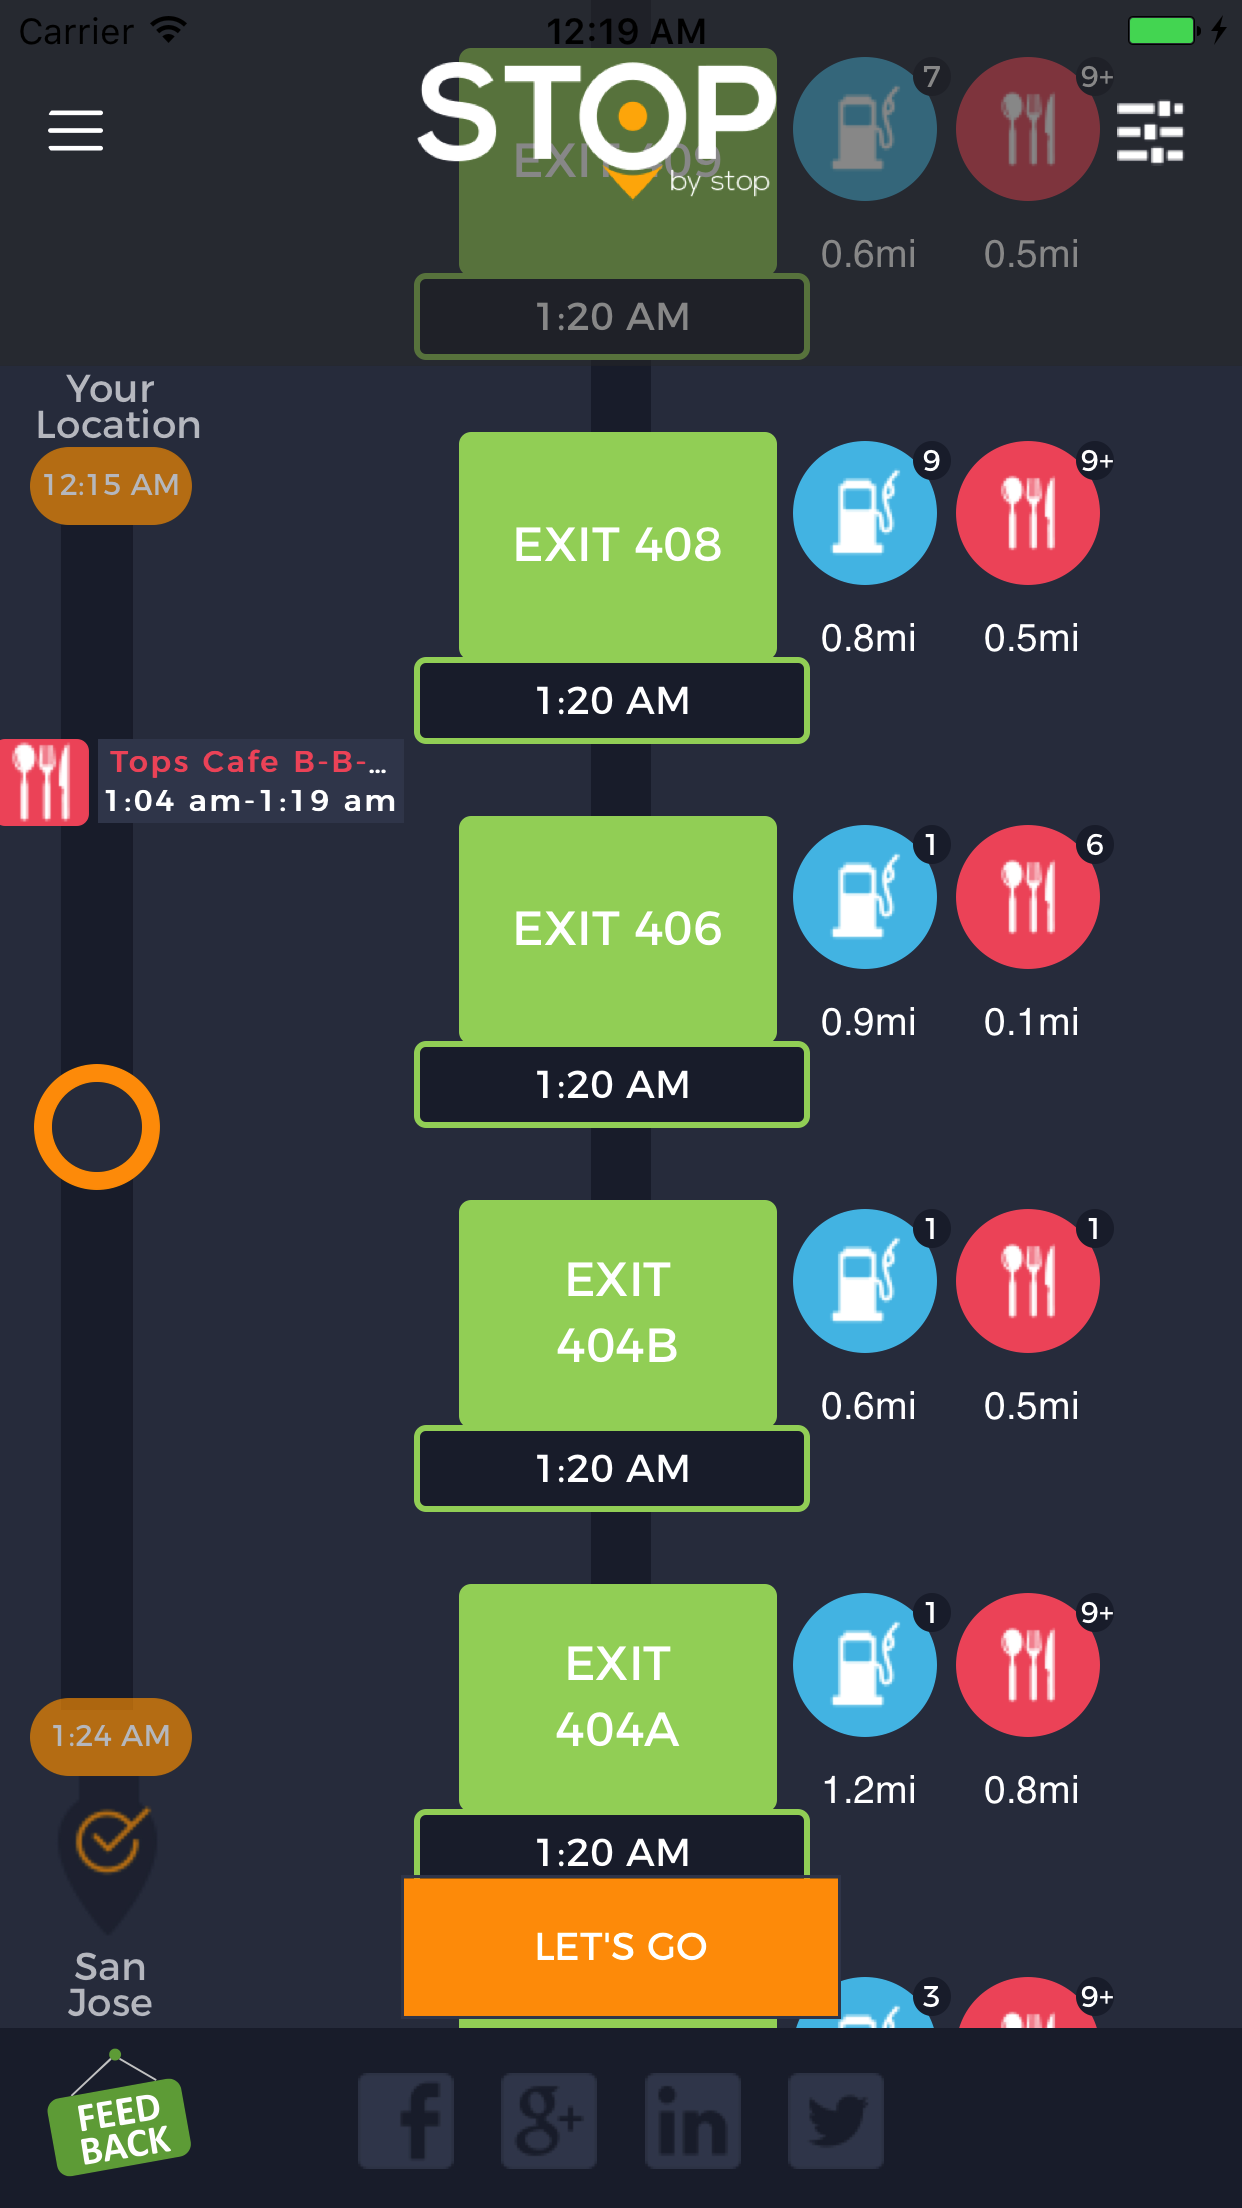 Carrier
12:19 AM
STOP
by stop
EXIT 409
7
9+
0.6mi
0.5mi
1:20 AM
Your
Location
12:15 AM
EXIT 408
9
9+
0.8mi
0.5mi
1:20 AM
Tops Cafe B-B-...
1:04 am-1:19 am
EXIT 406
1
6
0.9mi
0.1mi
1:20 AM
EXIT
404B
1
1
0.6mi
0.5mi
1:20 AM
EXIT
404A
1
9+
1.2mi
0.8mi
1:20 AM
1:24 AM
San
Jose
LET'S GO
3
9+
FEED
BACK
f
g+
in